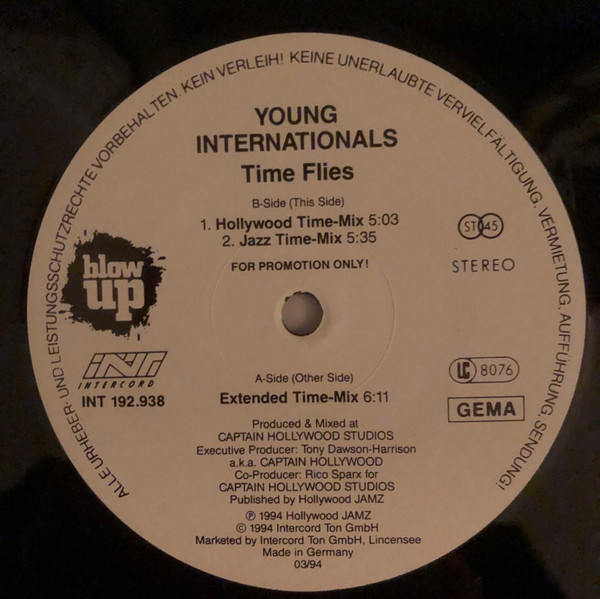 ALLE URHEBER- UND LEISTUNGSSCHUTZRECHTE VORBEHALTEN. KEIN VERLEIH! KEINE UNERLAUBTE VERVIELFÄLTIGUNG, VERMIETUNG, AUFFÜHRUNG, SENDUNG!
YOUNG
INTERNATIONALS
Time Flies
B-Side (This Side)
1. Hollywood Time-Mix 5:03
2. Jazz Time-Mix 5:35
FOR PROMOTION ONLY!
ST 45
STEREO
blow
up
INT
INTERCORD
INT 192.938
LC 8076
GEMA
A-Side (Other Side)
Extended Time-Mix 6:11
Produced & Mixed at
CAPTAIN HOLLYWOOD STUDIOS
Executive Producer: Tony Dawson-Harrison
a.k.a. CAPTAIN HOLLYWOOD
Co-Producer: Rico Sparx for
CAPTAIN HOLLYWOOD STUDIOS
Published by Hollywood JAMZ
℗ 1994 Hollywood JAMZ
© 1994 Intercord Ton GmbH
Marketed by Intercord Ton GmbH, Lincensee
Made in Germany
03/94